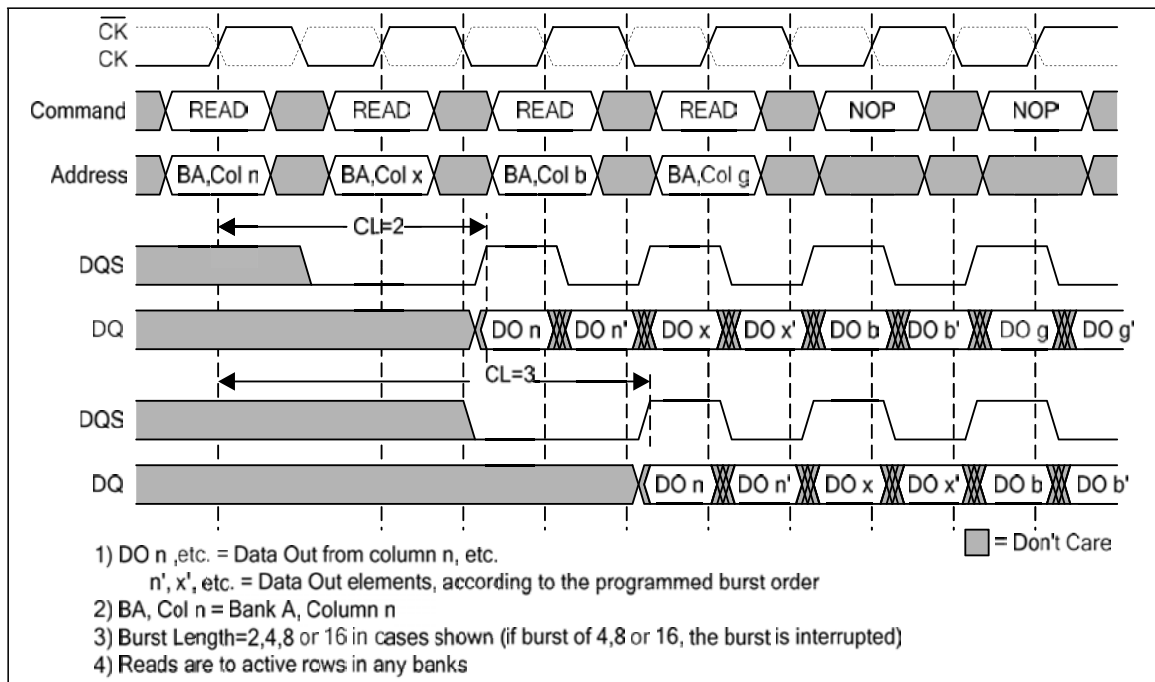 CK
CK
Command READ READ READ READ NOP NOP
Address BA,Col n BA,Col x BA,Col b BA,Col g
CL=2
DQS
DQ DO n DO n' DO x DO x' DO b DO b' DO g DO g'
CL=3
DQS
DQ DO n DO n' DO x DO x' DO b DO b'
= Don't Care
1) DO n ,etc. = Data Out from column n, etc.
n', x', etc. = Data Out elements, according to the programmed burst order
2) BA, Col n = Bank A, Column n
3) Burst Length=2,4,8 or 16 in cases shown (if burst of 4,8 or 16, the burst is interrupted)
4) Reads are to active rows in any banks